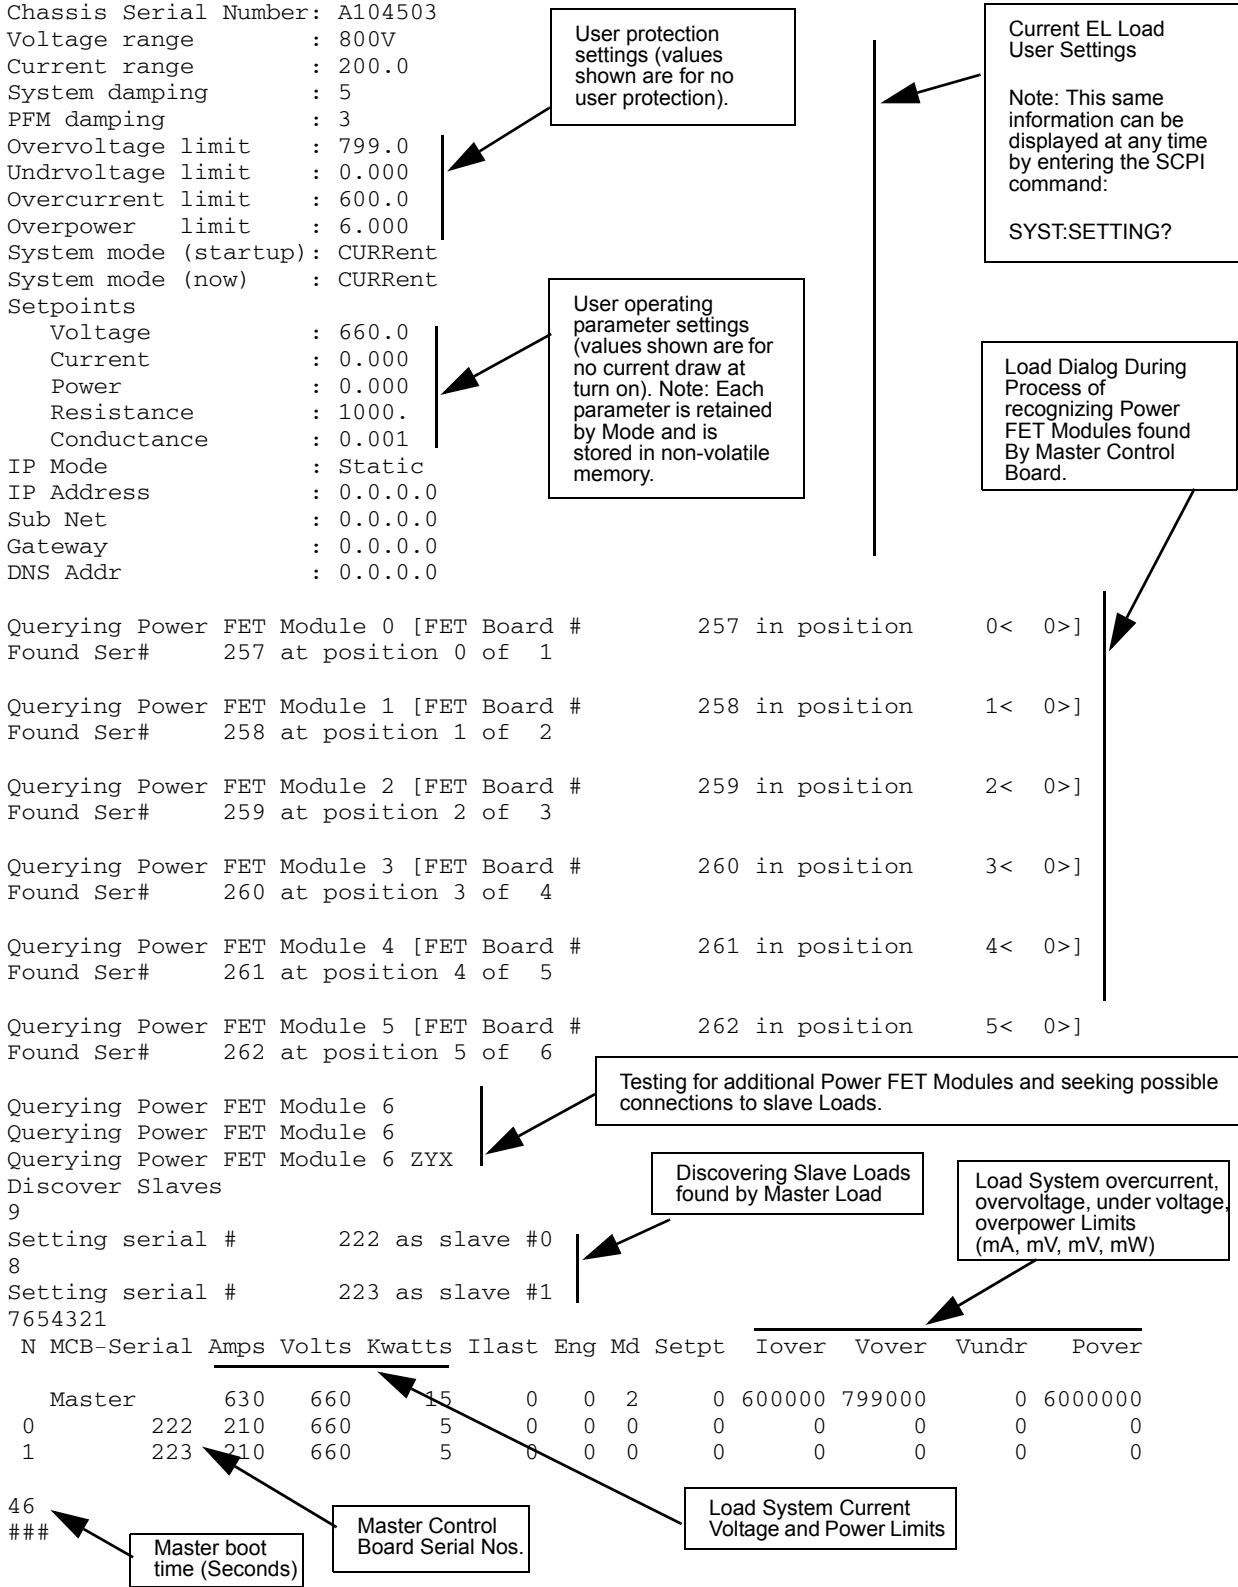 Chassis Serial Number: A104503
Voltage range : 800V
Current range : 200.0
System damping : 5
PFM damping : 3
Overvoltage limit : 799.0
Undrvoltage limit : 0.000
Overcurrent limit : 600.0
Overpower limit : 6.000
System mode (startup): CURRent
System mode (now) : CURRent
Setpoints
Voltage : 660.0
Current : 0.000
Power : 0.000
Resistance : 1000.
Conductance : 0.001
IP Mode : Static
IP Address : 0.0.0.0
Sub Net : 0.0.0.0
Gateway : 0.0.0.0
DNS Addr : 0.0.0.0
User protection
settings (values
shown are for no
user protection).
Current EL Load
User Settings
Note: This same
information can be
displayed at any time
by entering the SCPI
command:
SYST:SETTING?
User operating
parameter settings
(values shown are for
no current draw at
turn on). Note: Each
parameter is retained
by Mode and is
stored in non-volatile
memory.
Load Dialog During
Process of
recognizing Power
FET Modules found
By Master Control
Board.
Querying Power FET Module 0 [FET Board # 257 in position 0< 0>]
Found Ser# 257 at position 0 of 1
Querying Power FET Module 1 [FET Board # 258 in position 1< 0>]
Found Ser# 258 at position 1 of 2
Querying Power FET Module 2 [FET Board # 259 in position 2< 0>]
Found Ser# 259 at position 2 of 3
Querying Power FET Module 3 [FET Board # 260 in position 3< 0>]
Found Ser# 260 at position 3 of 4
Querying Power FET Module 4 [FET Board # 261 in position 4< 0>]
Found Ser# 261 at position 4 of 5
Querying Power FET Module 5 [FET Board # 262 in position 5< 0>]
Found Ser# 262 at position 5 of 6
Testing for additional Power FET Modules and seeking possible
connections to slave Loads.
Querying Power FET Module 6
Querying Power FET Module 6
Querying Power FET Module 6 ZYX
Discover Slaves
9
Setting serial # 222 as slave #0
8
Setting serial # 223 as slave #1
7654321
Discovering Slave Loads
found by Master Load
Load System overcurrent,
overvoltage, under voltage,
overpower Limits
(mA, mV, mV, mW)
N MCB-Serial Amps Volts Kwatts Ilast Eng Md Setpt Iover Vover Vundr Pover
Master 630 660 15 0 0 2 0 600000 799000 0 6000000
0 222 210 660 5 0 0 0 0 0 0 0 0
1 223 210 660 5 0 0 0 0 0 0 0 0
46
###
Master boot
time (Seconds)
Master Control
Board Serial Nos.
Load System Current
Voltage and Power Limits